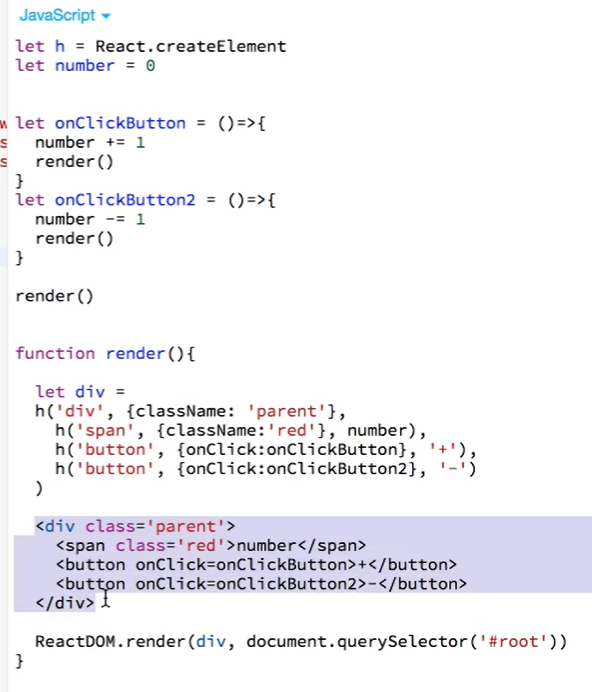 JavaScript
let h = React.createElement
let number = 0
let onClickButton = ()=>{
number += 1
render()
}
let onClickButton2 = ()=>{
number -= 1
render()
}
render()
function render(){
let div =
h('div', {className: 'parent'},
h('span', {className:'red'}, number),
h('button', {onClick:onClickButton}, '+'),
h('button', {onClick:onClickButton2}, '-')
)
<div class='parent'>
<span class='red'>number</span>
<button onClick=onClickButton>+</button>
<button onClick=onClickButton2>-</button>
</div>
ReactDOM.render(div, document.querySelector('#root'))
}